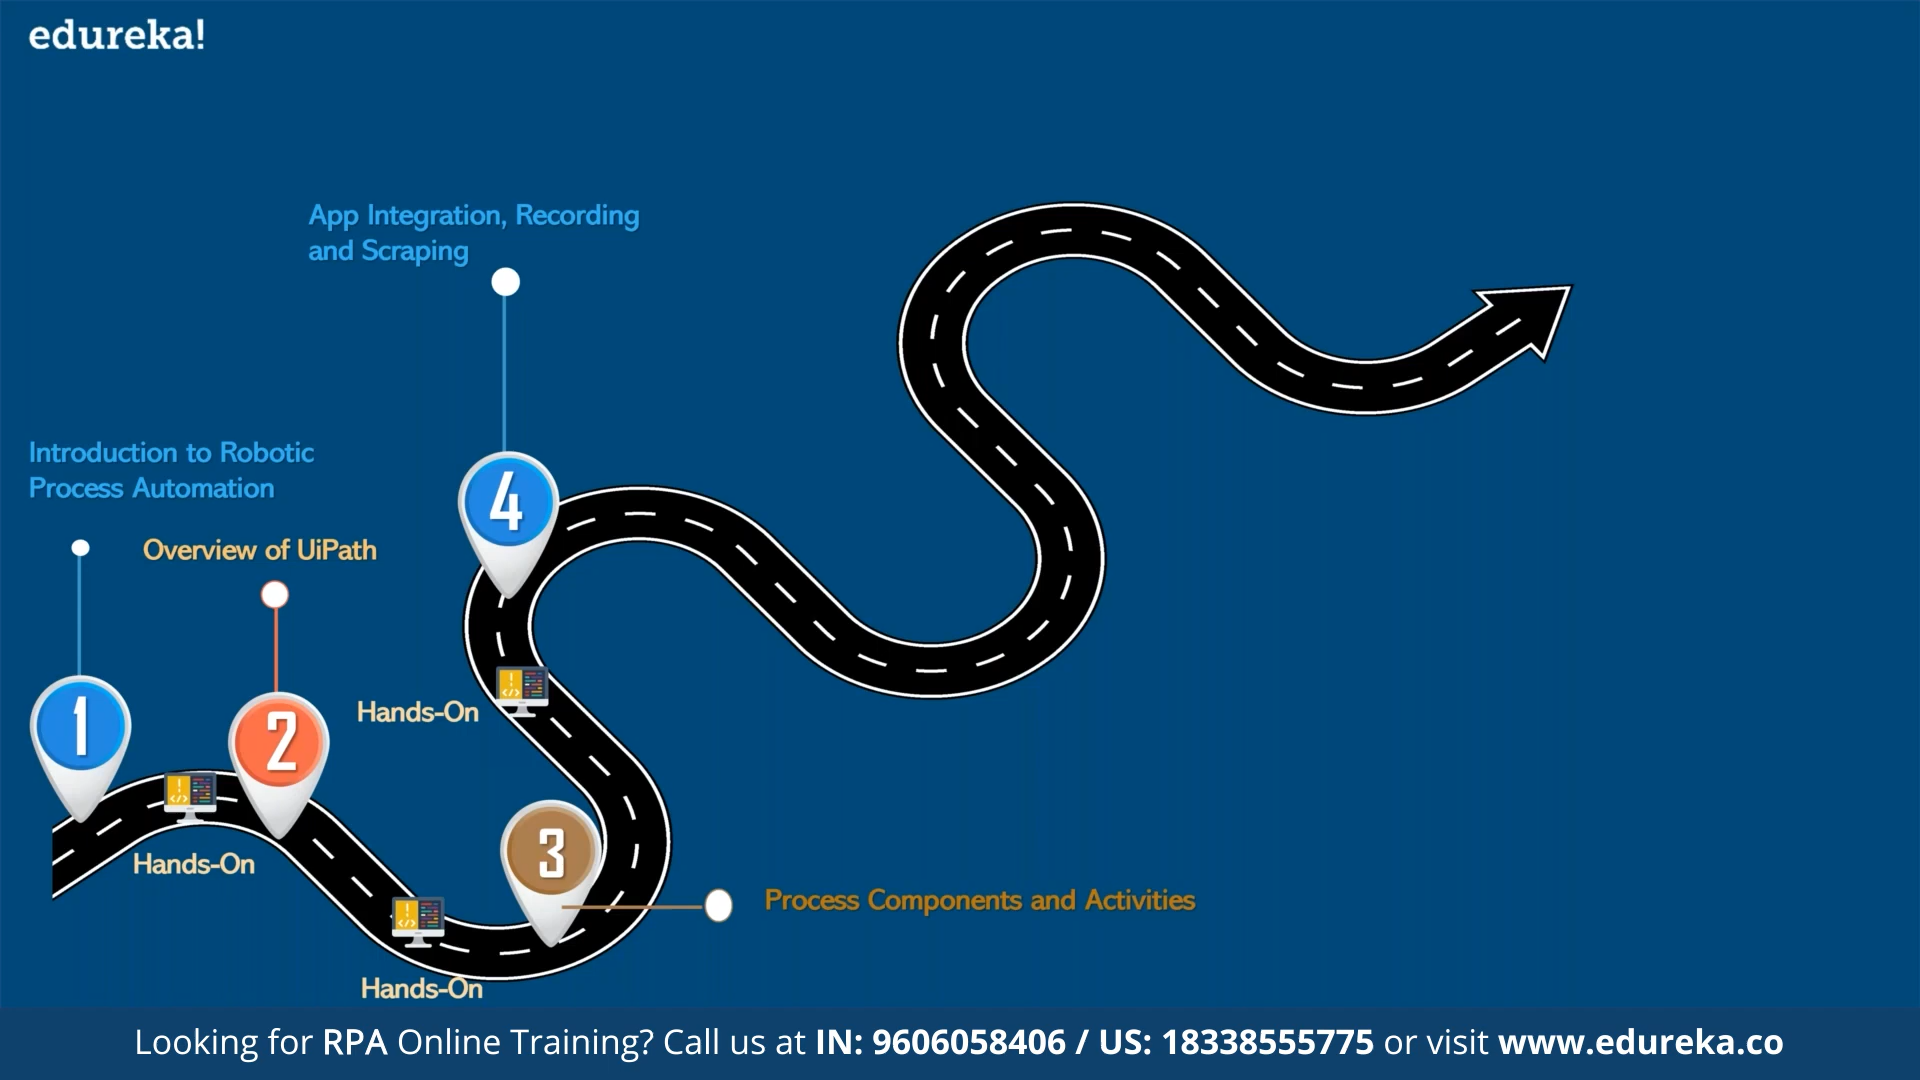 edureka!
App Integration, Recording
and Scraping
Introduction to Robotic
Process Automation
Overview of UiPath
4
1
2
Hands-On
3
Hands-On
Process Components and Activities
Hands-On
Looking for RPA Online Training? Call us at IN: 9606058406 / US: 18338555775 or visit www.edureka.co